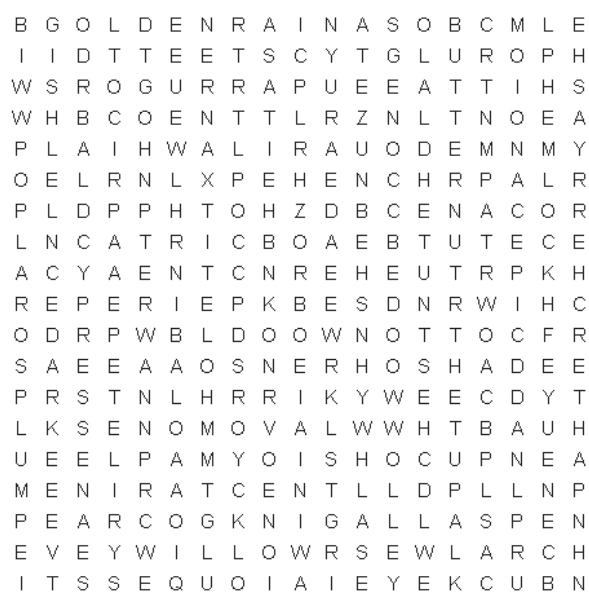 B G O L D E N R A I N A S O B C M L E
I I D T T E E T S C Y T G L U R O P H
W S R O G U R R A P U E E A T T I H S
W H B C O E N T T L R Z N L T N O E A
P L A I H W A L I R A U O D E M N M Y
O E L R N L X P E H E N C H R P A L R
P L D P P H T O H Z D B C E N A C O R
L N C A T R I C B O A E B T U T E C E
A C Y A E N T C N R E H E U T R P K H
R E P E R I E P K B E S D N R W I H C
O D R P W B L D O O W N O T T O C F R
S A E E A A O S N E R H O S H A D E E
P R S T N L H R R I K Y W E E C D Y T
L K S E N O M O V A L W W H T B A U H
U E E L P A M Y O I S H O C U P N E A
M E N I R A T C E N T L L D P L L N P
P E A R C O G K N I G A L L A S P E N
E V E Y W I L L O W R S E W L A R C H
I T S S E Q U O I A I E Y E K C U B N